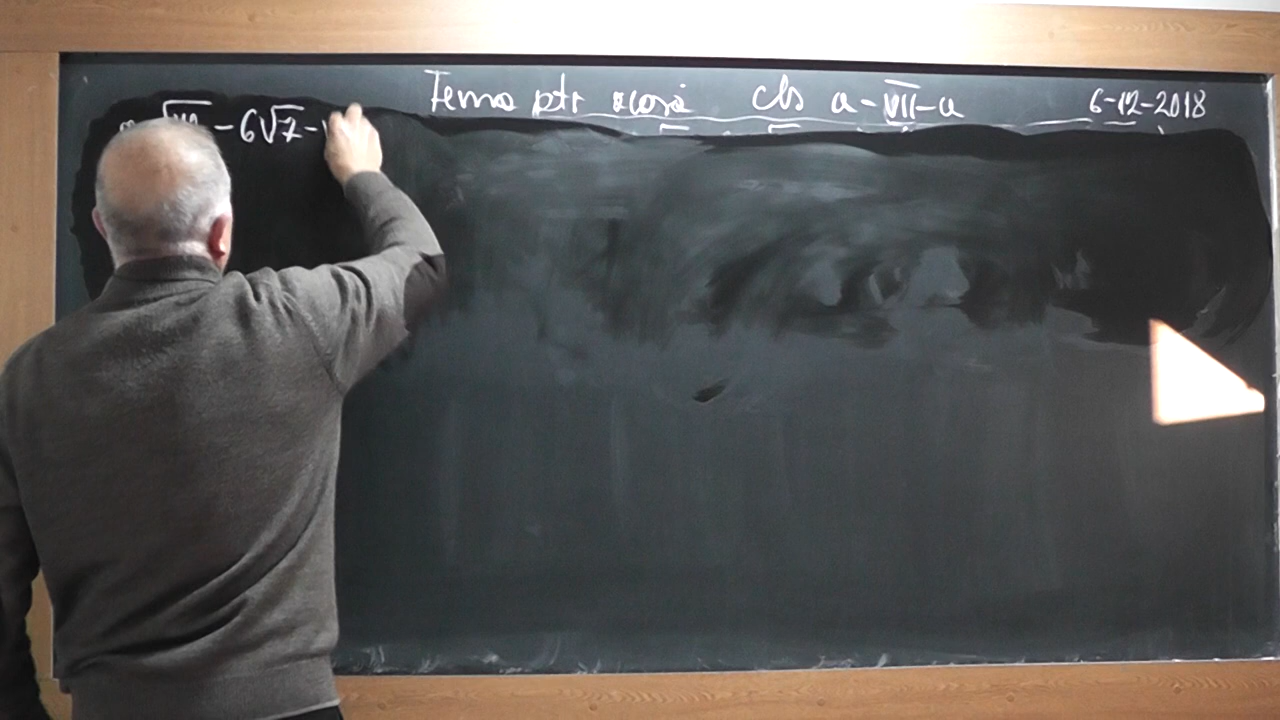 Tema ptr acasă cls a-VII-a 6-12-2018
- 6√7 -